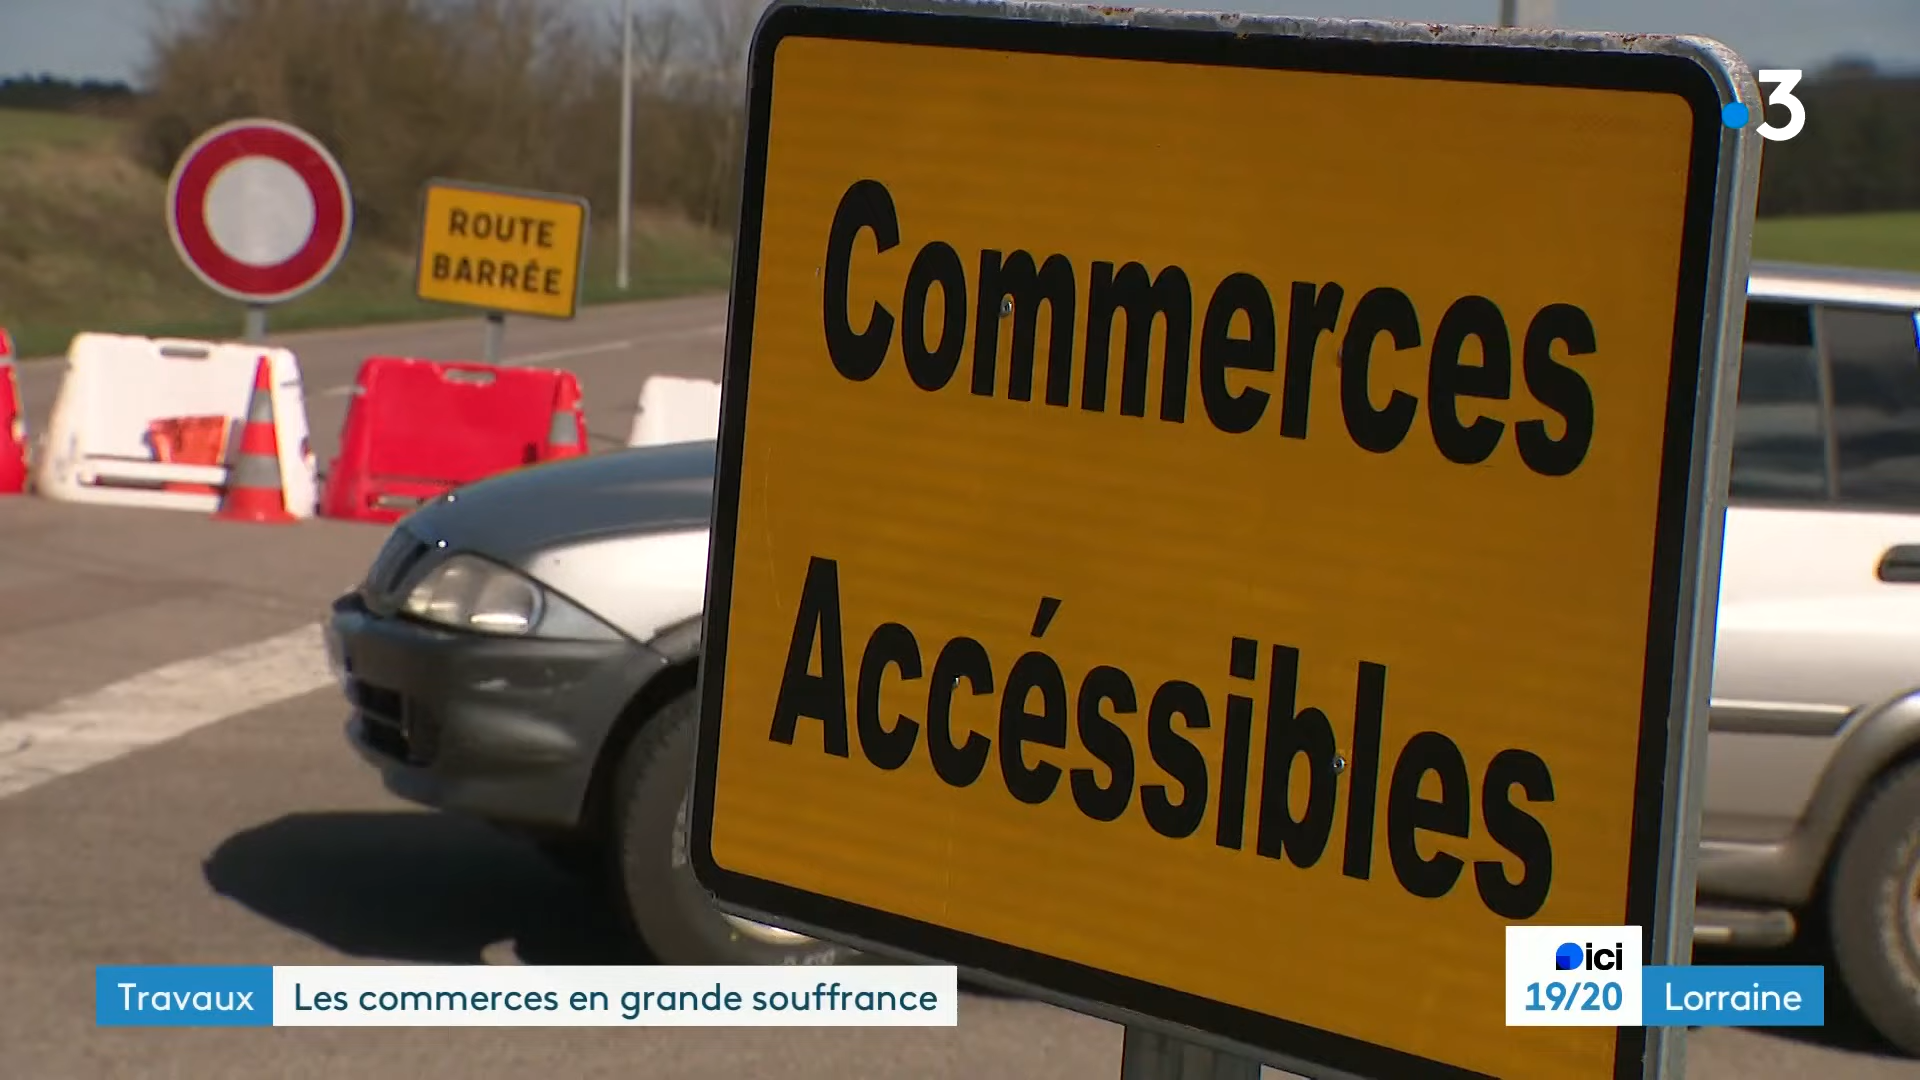 3
ROUTE
BARRÉE
Commerces
Accéssibles
Travaux
Les commerces en grande souffrance
ici
19/20
Lorraine